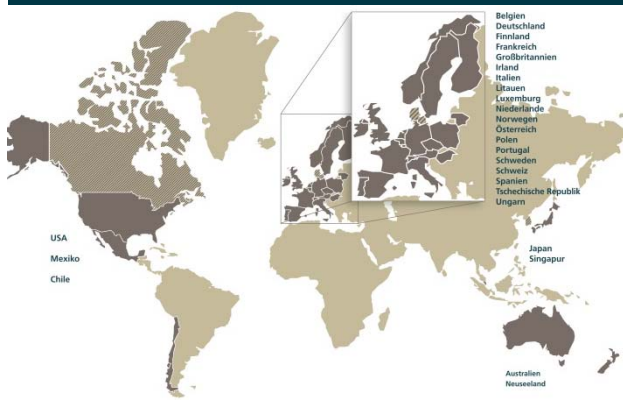 Belgien
Deutschland
Finnland
Frankreich
Großbritannien
Irland
Italien
Litauen
Luxemburg
Niederlande
Norwegen
Österreich
Polen
Portugal
Schweden
Schweiz
Spanien
Tschechische Republik
Ungarn
USA
Mexiko
Chile
Japan
Singapur
Australien
Neuseeland